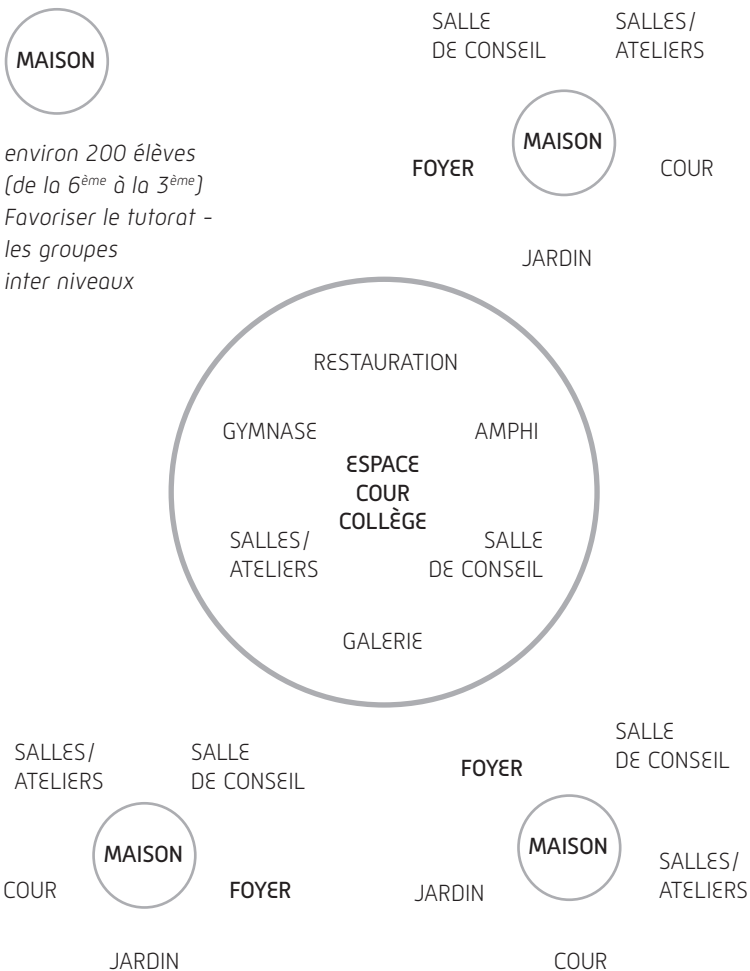 MAISON
environ 200 élèves
(de la 6ème à la 3ème)
Favoriser le tutorat -
les groupes
inter niveaux
SALLE
DE CONSEIL
SALLES/
ATELIERS
MAISON
FOYER
COUR
JARDIN
RESTAURATION
GYMNASE
AMPHI
ESPACE
COUR
COLLÈGE
SALLES/
ATELIERS
SALLE
DE CONSEIL
GALERIE
SALLES/
ATELIERS
SALLE
DE CONSEIL
MAISON
COUR
FOYER
JARDIN
FOYER
SALLE
DE CONSEIL
MAISON
SALLES/
ATELIERS
JARDIN
COUR